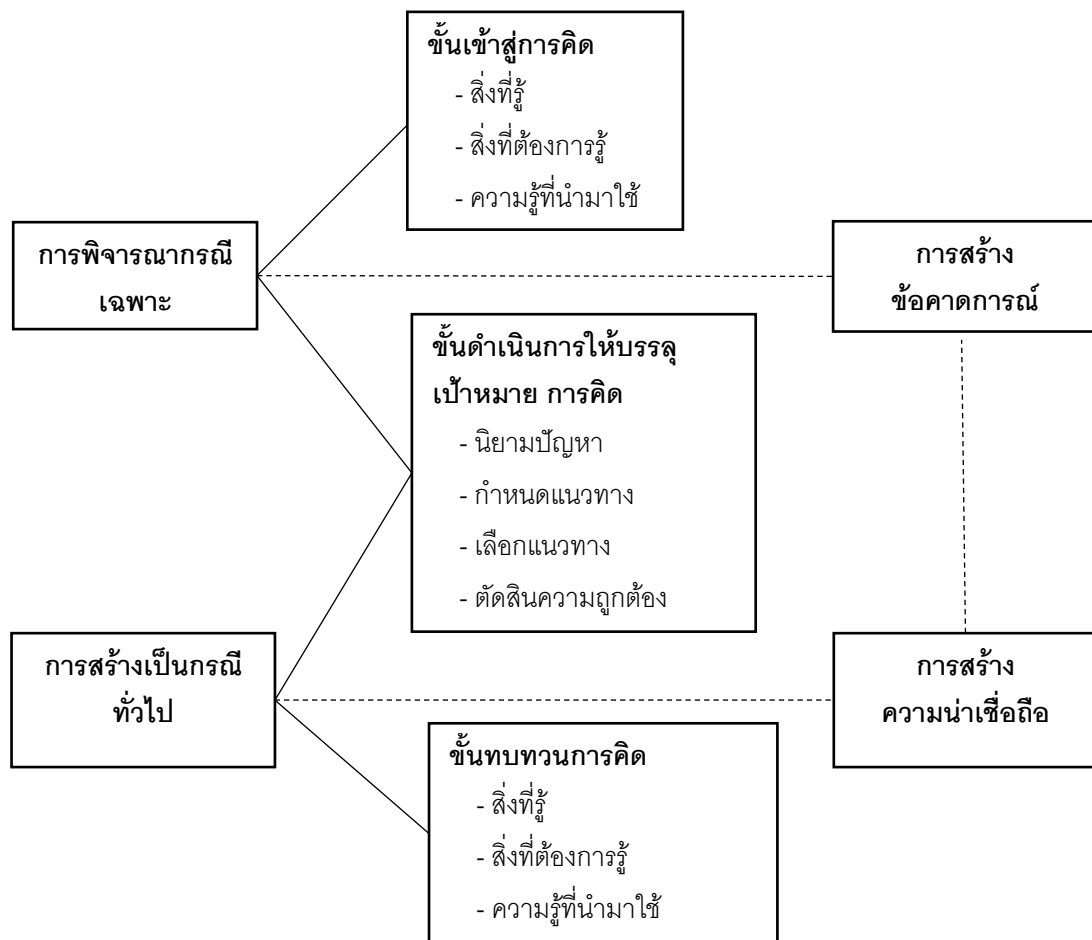 ขั้นเข้าสู่การคิด
- สิ่งที่รู้
- สิ่งที่ต้องการรู้
- ความรู้ที่นำมาใช้
การพิจารณากรณี
เฉพาะ
การสร้าง
ข้อคาดการณ์
ขั้นดำเนินการให้บรรลุ
เป้าหมาย การคิด
- นิยามปัญหา
- กำหนดแนวทาง
- เลือกแนวทาง
- ตัดสินความถูกต้อง
การสร้างเป็นกรณี
ทั่วไป
การสร้าง
ความน่าเชื่อถือ
ขั้นทบทวนการคิด
- สิ่งที่รู้
- สิ่งที่ต้องการรู้
- ความรู้ที่นำมาใช้